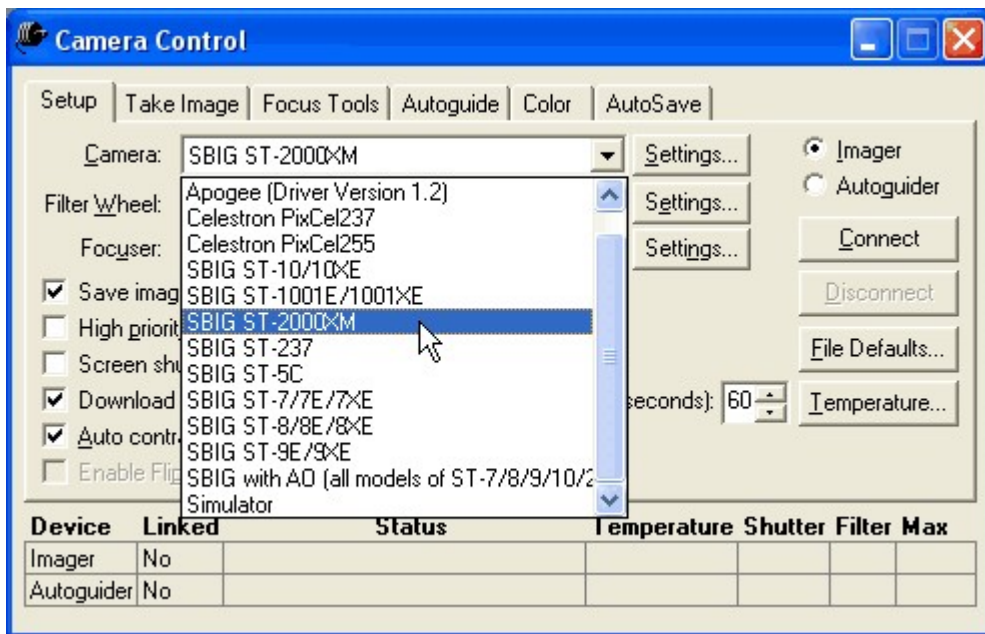 Camera Control
Setup Take Image Focus Tools Autoguide Color AutoSave
Camera: SBIG ST-2000XM Settings... Imager
Autoguider
Filter Wheel: Settings...
Focuser: Settings... Connect
Disconnect
File Defaults...
Temperature...
Apogee (Driver Version 1.2)
Celestron PixCel237
Celestron PixCel255
SBIG ST-10/10XE
SBIG ST-1001E/1001XE
SBIG ST-2000XM
SBIG ST-237
SBIG ST-5C
SBIG ST-7/7E/7XE
SBIG ST-8/8E/8XE
SBIG ST-9E/9XE
SBIG with AO (all models of ST-7/8/9/10/2
Simulator
Save imag
High priorit
Screen shu
Download seconds): 60
Auto contr
Enable Flip
Device Linked Status Temperature Shutter Filter Max
Imager No
Autoguider No